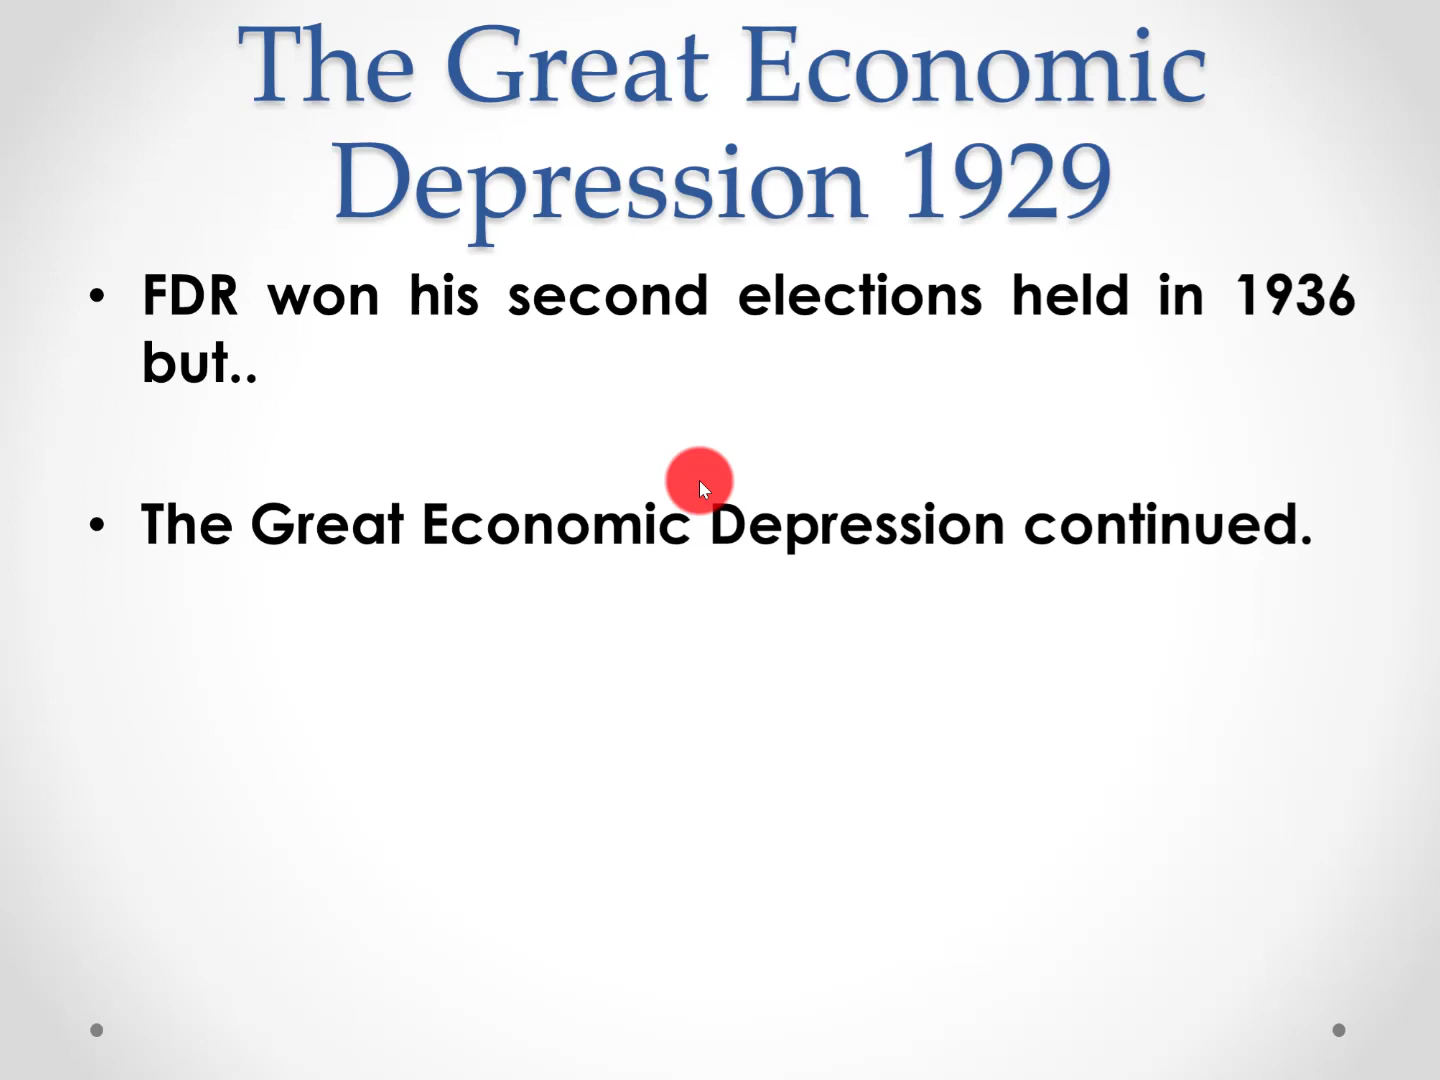 The Great Economic
Depression 1929
• FDR won his second elections held in 1936
but..
• The Great Economic Depression continued.